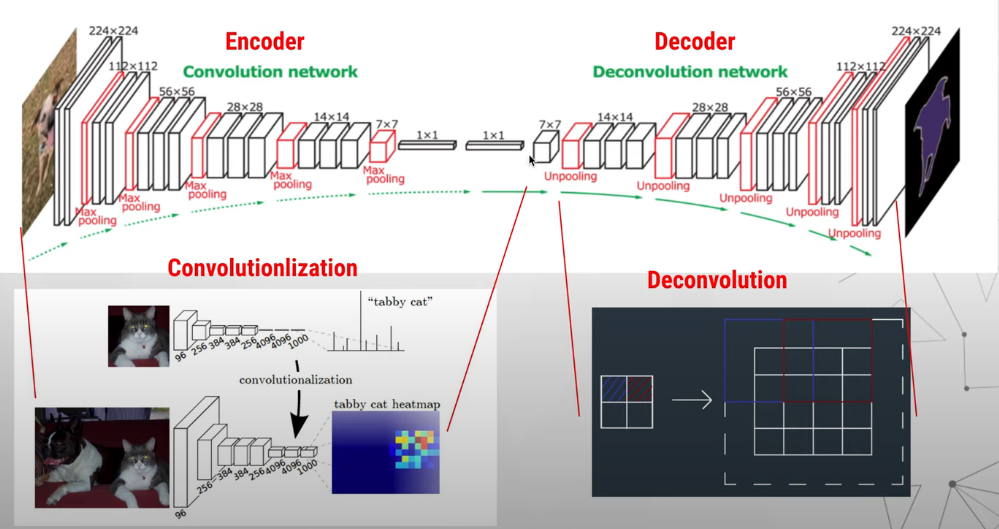 Encoder
Decoder
Convolution network
Deconvolution network
224×224
112×112
56×56
28×28
14×14
7×7
1×1
1×1
7×7
14×14
28×28
56×56
112×112
224×224
Max
pooling
Max
pooling
Max
pooling
Max
pooling
Max
pooling
Unpooling
Unpooling
Unpooling
Unpooling
Unpooling
Convolutionlization
Deconvolution
"tabby cat"
96
256
384
384
256
4096
4096
1000
convolutionalization
tabby cat heatmap
96
256
384
384
256
4096
4096
1000